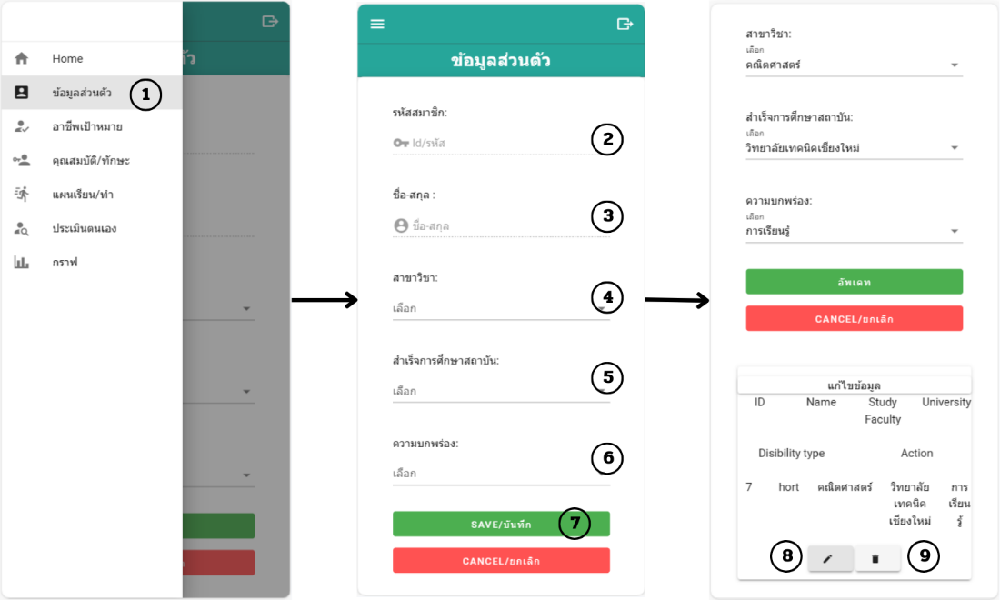 ว
Home
ข้อมูลส่วนตัว 1
อาชีพเป้าหมาย
คุณสมบัติ/ทักษะ
แผนเรียน/ทำ
ประเมินตนเอง
กราฟ
ข้อมูลส่วนตัว
รหัสสมาชิก:
Id/รหัส 2
ชื่อ-สกุล :
ชื่อ-สกุล 3
สาขาวิชา:
เลือก 4
สำเร็จการศึกษาสถาบัน:
เลือก 5
ความบกพร่อง:
เลือก 6
SAVE/บันทึก 7
CANCEL/ยกเลิก
สาขาวิชา:
เลือก
คณิตศาสตร์
สำเร็จการศึกษาสถาบัน:
เลือก
วิทยาลัยเทคนิคเชียงใหม่
ความบกพร่อง:
เลือก
การเรียนรู้
อัพเดท
CANCEL/ยกเลิก
แก้ไขข้อมูล
ID Name Study University
Faculty
Disibility type Action
7 hort คณิตศาสตร์ วิทยาลัย การ
เทคนิค เรียน
เชียงใหม่ รู้
8 9